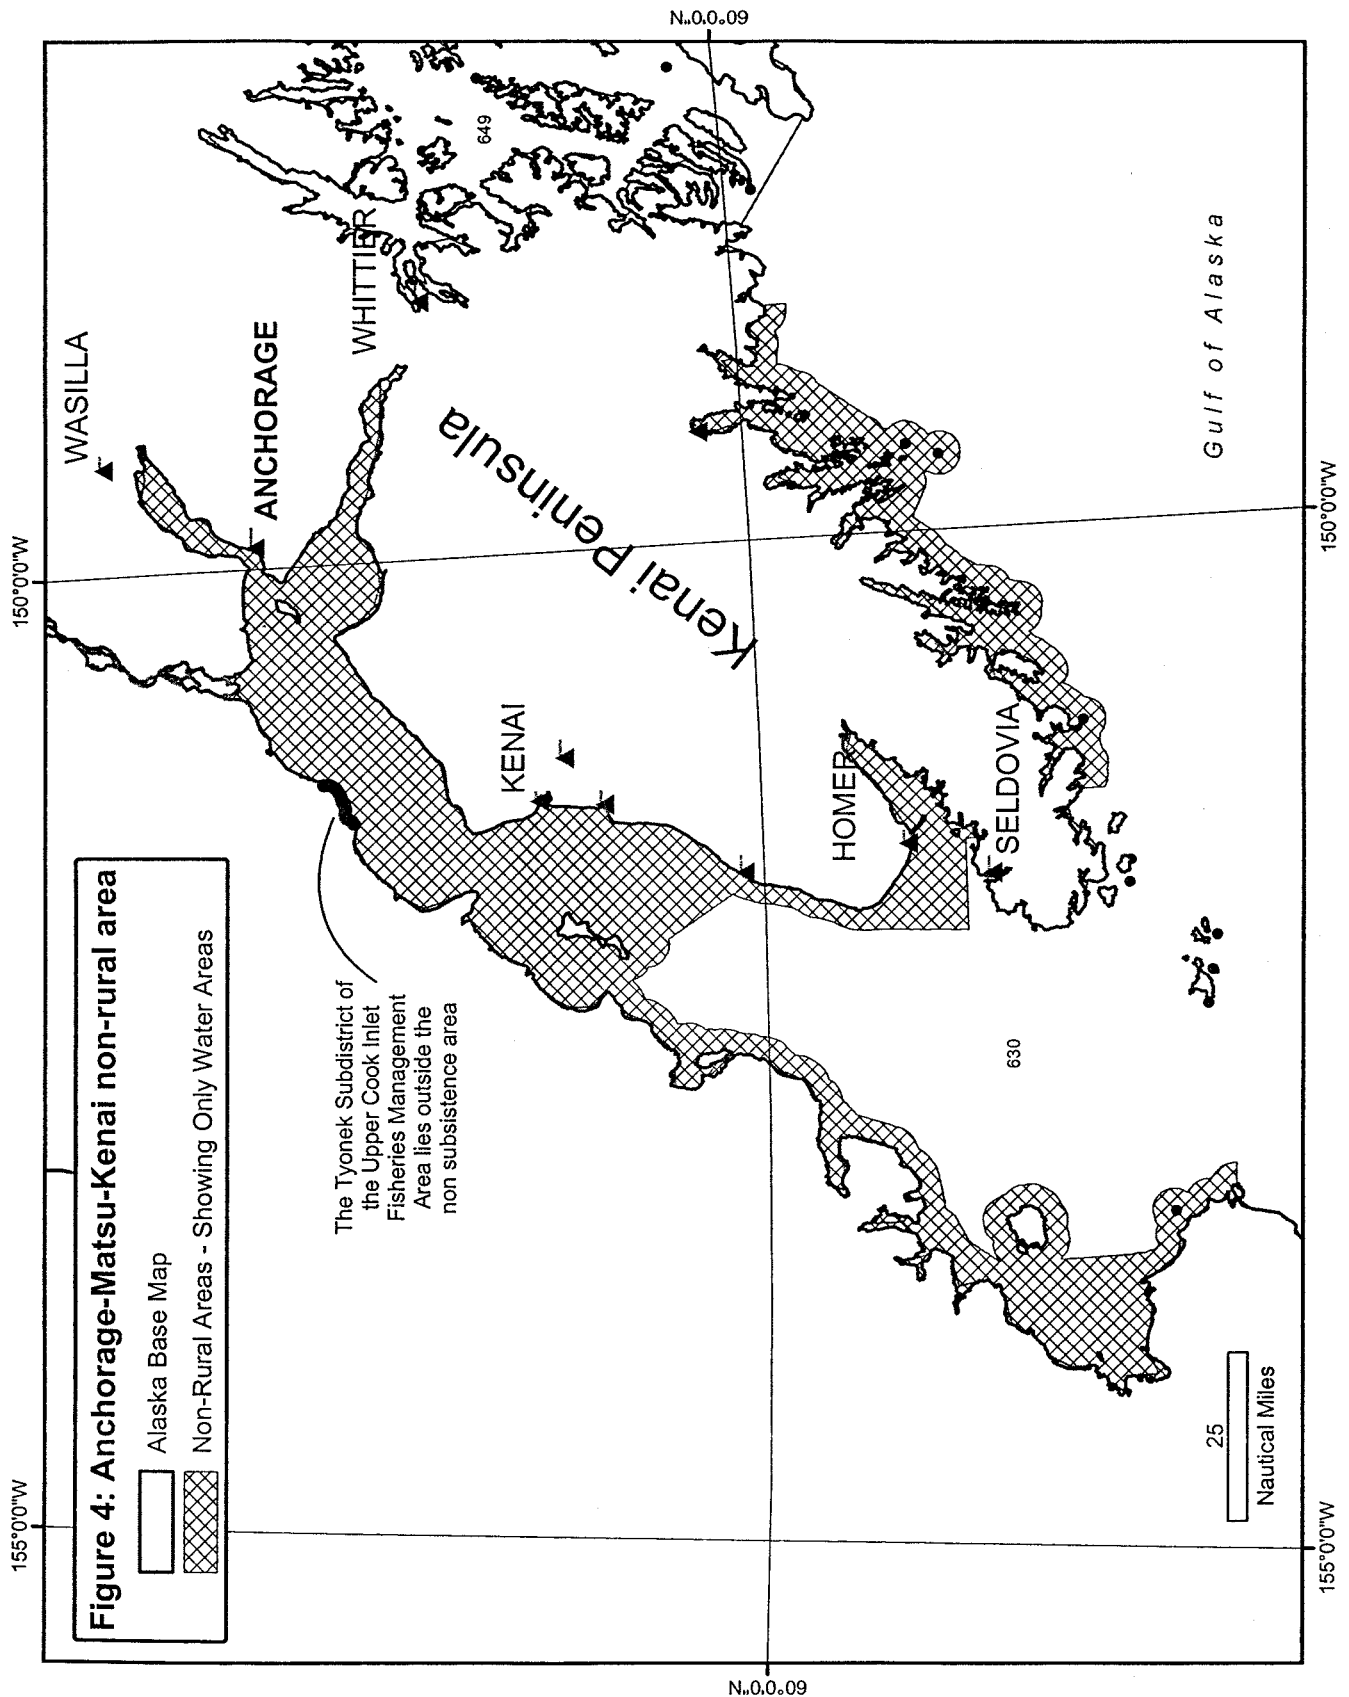 Figure 4: Anchorage-Matsu-Kenai non-rural area
Alaska Base Map
Non-Rural Areas - Showing Only Water Areas
155°0'0"W
150°0'0"W
WASILLA
ANCHORAGE
WHITTIER
649
The Tyonek Subdistrict of
the Upper Cook Inlet
Fisheries Management
Area lies outside the
non subsistence area
KENAI
Kenai Peninsula
60°0'0"N
60°0'0"N
HOMER
SELDOVIA
630
Gulf of Alaska
25
Nautical Miles
155°0'0"W
150°0'0"W